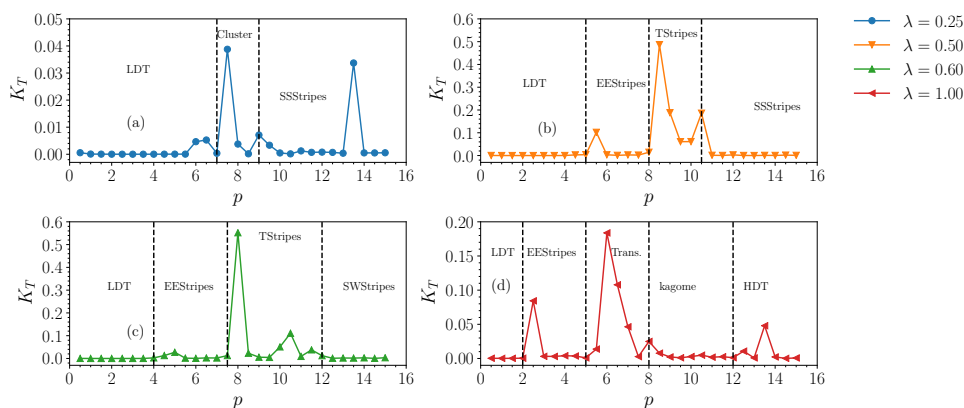 0.05
0.04
0.03
0.02
0.01
0.00
K_T
Cluster
LDT
SSStripes
(a)
0 2 4 6 8 10 12 14 16
p
0.6
0.5
0.4
0.3
0.2
0.1
0.0
K_T
TStripes
LDT
EEStripes
SSStripes
(b)
0 2 4 6 8 10 12 14 16
p
λ = 0.25
λ = 0.50
λ = 0.60
λ = 1.00
0.6
0.5
0.4
0.3
0.2
0.1
0.0
K_T
TStripes
LDT
EEStripes
SWStripes
(c)
0 2 4 6 8 10 12 14 16
p
0.20
0.15
0.10
0.05
0.00
K_T
LDT
EEStripes
Trans.
kagome
HDT
(d)
0 2 4 6 8 10 12 14 16
p